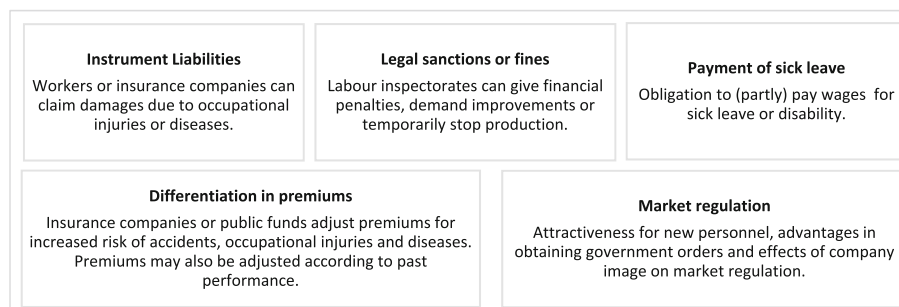 Instrument Liabilities
Workers or insurance companies can
claim damages due to occupational
injuries or diseases.
Legal sanctions or fines
Labour inspectorates can give financial
penalties, demand improvements or
temporarily stop production.
Payment of sick leave
Obligation to (partly) pay wages for
sick leave or disability.
Differentiation in premiums
Insurance companies or public funds adjust premiums for
increased risk of accidents, occupational injuries and diseases.
Premiums may also be adjusted according to past
performance.
Market regulation
Attractiveness for new personnel, advantages in
obtaining government orders and effects of company
image on market regulation.